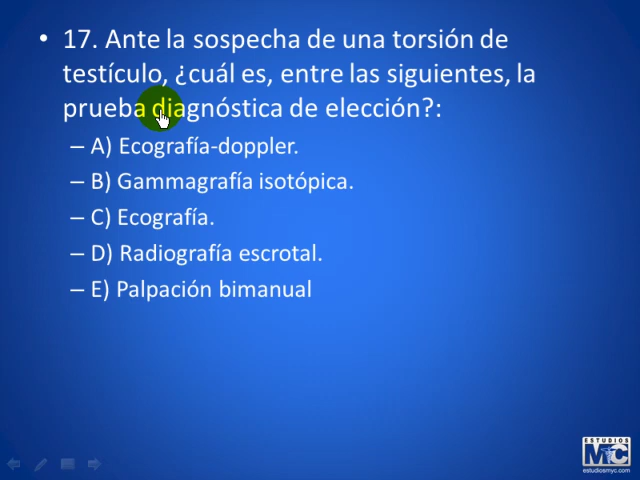 • 17. Ante la sospecha de una torsión de
testículo, ¿cuál es, entre las siguientes, la
prueba diagnóstica de elección?:
– A) Ecografía-doppler.
– B) Gammagrafía isotópica.
– C) Ecografía.
– D) Radiografía escrotal.
– E) Palpación bimanual
ESTUDIOS
MyC
estudiosmyc.com